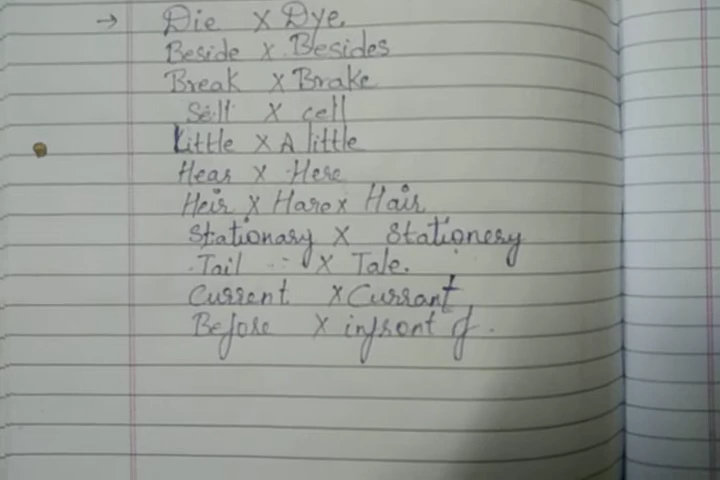 → Die X Dye.
Beside X Besides
Break X Brake
Sell X cell
Little X A little
Hear X Here
Heir X Hare X Hair
Stationary X Stationery
Tail X Tale.
Current X Currant
Before X infront of.